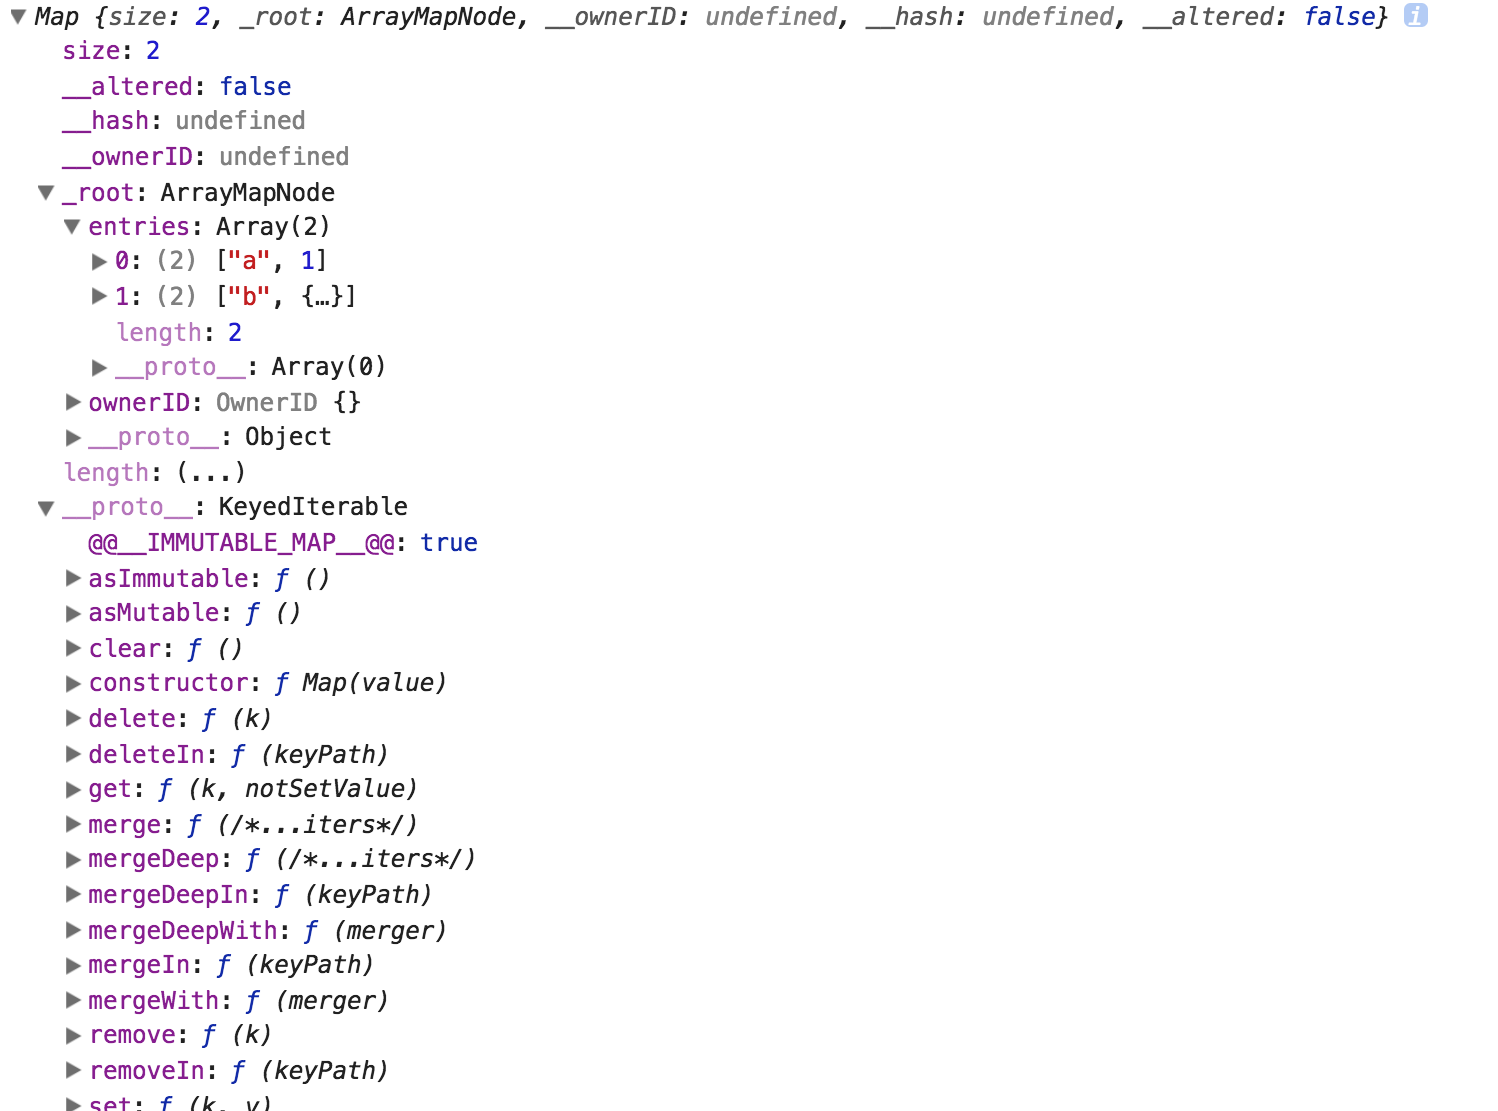 Map {size: 2, _root: ArrayMapNode, __ownerID: undefined, __hash: undefined, __altered: false} i
size: 2
__altered: false
__hash: undefined
__ownerID: undefined
_root: ArrayMapNode
entries: Array(2)
0: (2) ["a", 1]
1: (2) ["b", {…}]
length: 2
__proto__: Array(0)
ownerID: OwnerID {}
__proto__: Object
length: (...)
__proto__: KeyedIterable
@@__IMMUTABLE_MAP__@@: true
asImmutable: ƒ ()
asMutable: ƒ ()
clear: ƒ ()
constructor: ƒ Map(value)
delete: ƒ (k)
deleteIn: ƒ (keyPath)
get: ƒ (k, notSetValue)
merge: ƒ (/*...iters*/)
mergeDeep: ƒ (/*...iters*/)
mergeDeepIn: ƒ (keyPath)
mergeDeepWith: ƒ (merger)
mergeIn: ƒ (keyPath)
mergeWith: ƒ (merger)
remove: ƒ (k)
removeIn: ƒ (keyPath)
set: ƒ (k, v)